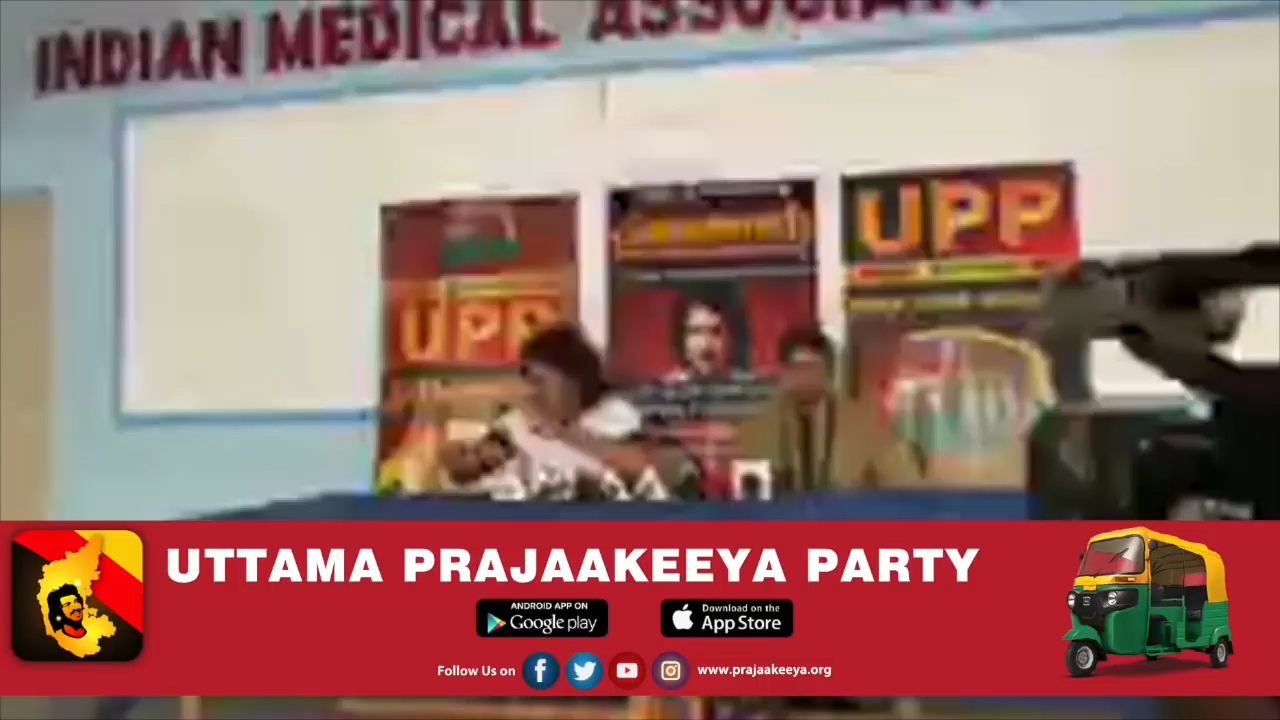 INDIAN MEDICAL ASSOCIAT
UPP
UPP
UTTAMA PRAJAAKEEYA PARTY
ANDROID APP ON
Google play
Download on the
App Store
Follow Us on
www.prajaakeeya.org